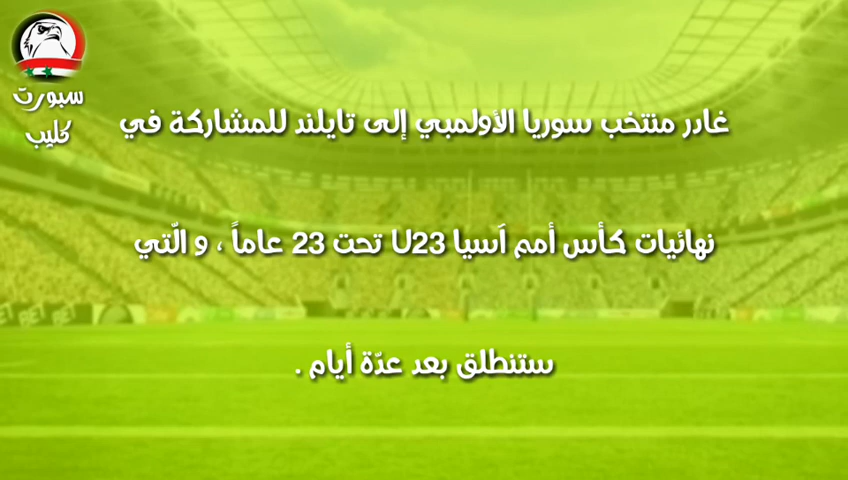 سبورت
كليب
غادر منتخب سوريا الأولمبي إلى تايلند للمشاركة في
نهائيات كأس أمم آسيا U23 تحت 23 عاماً ، و الّتي
ستنطلق بعد عدّة أيام .